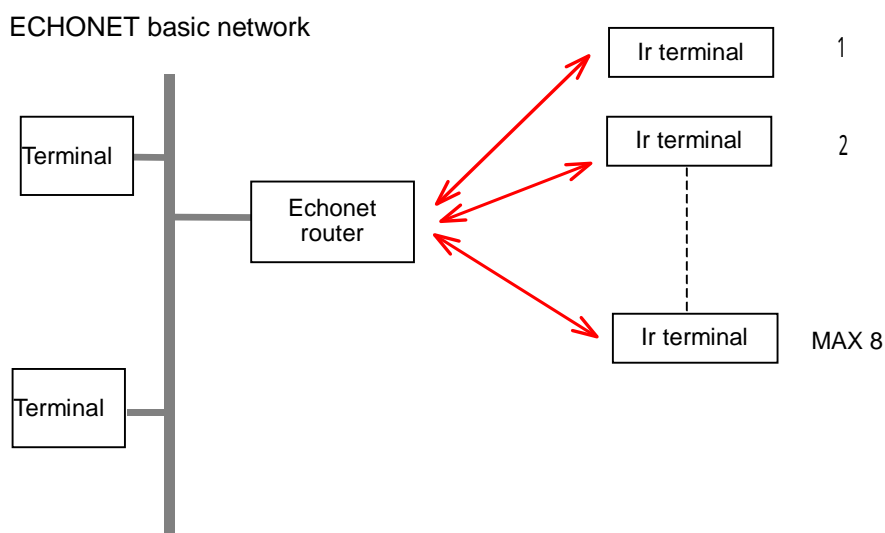 ECHONET basic network
Ir terminal
1
Terminal
Ir terminal
2
Echonet
router
Ir terminal
MAX 8
Terminal